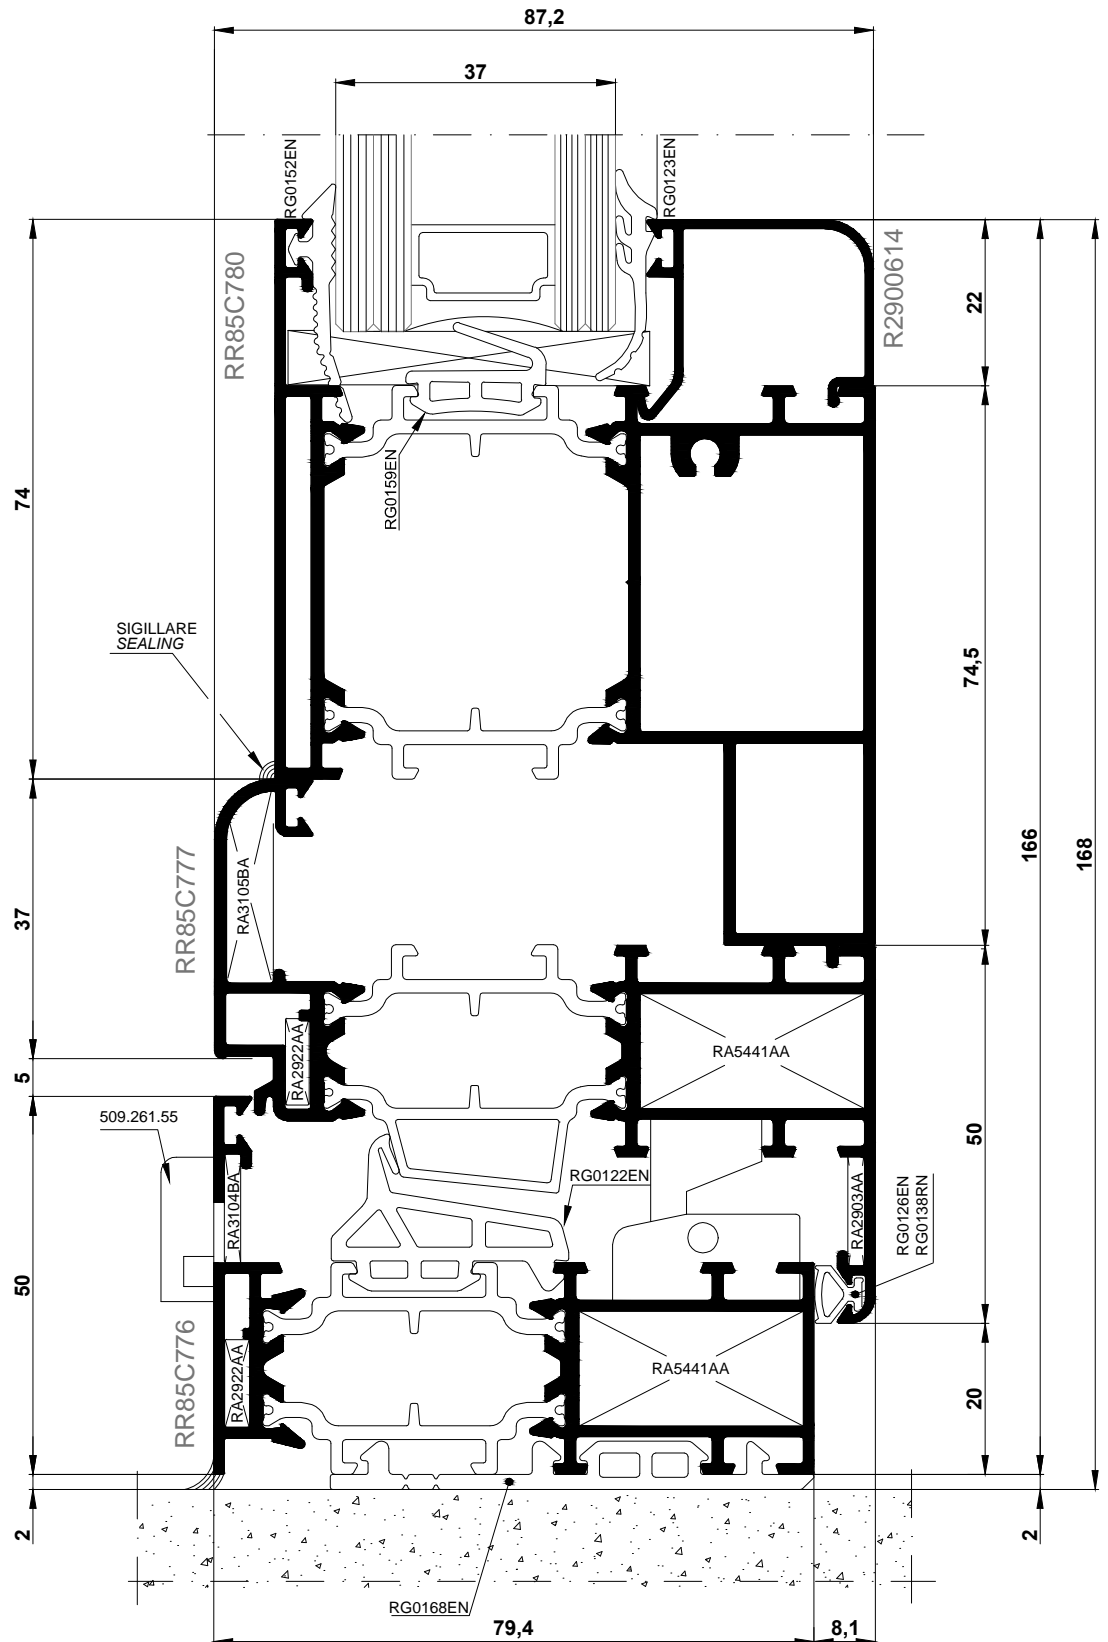 87,2
37
RG0152EN
RG0123EN
RR85C780
R2900614
22
RG0159EN
74
SIGILLARE
SEALING
74,5
166
168
RR85C777
RA3105BA
37
RA2922AA
RA5441AA
5
509.261.55
50
RG0122EN
RA3104BA
RA2903AA
RG0126EN
RG0138RN
50
RR85C776
RA2922AA
RA5441AA
20
2
2
RG0168EN
79,4
8,1